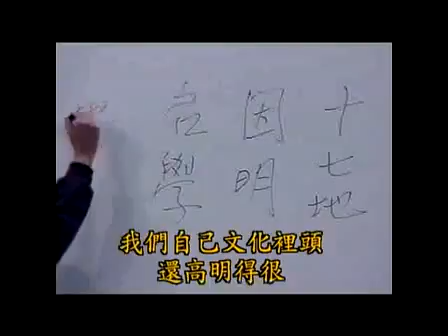 十七地
因明
名學
我們自己文化裡頭
還高明得很